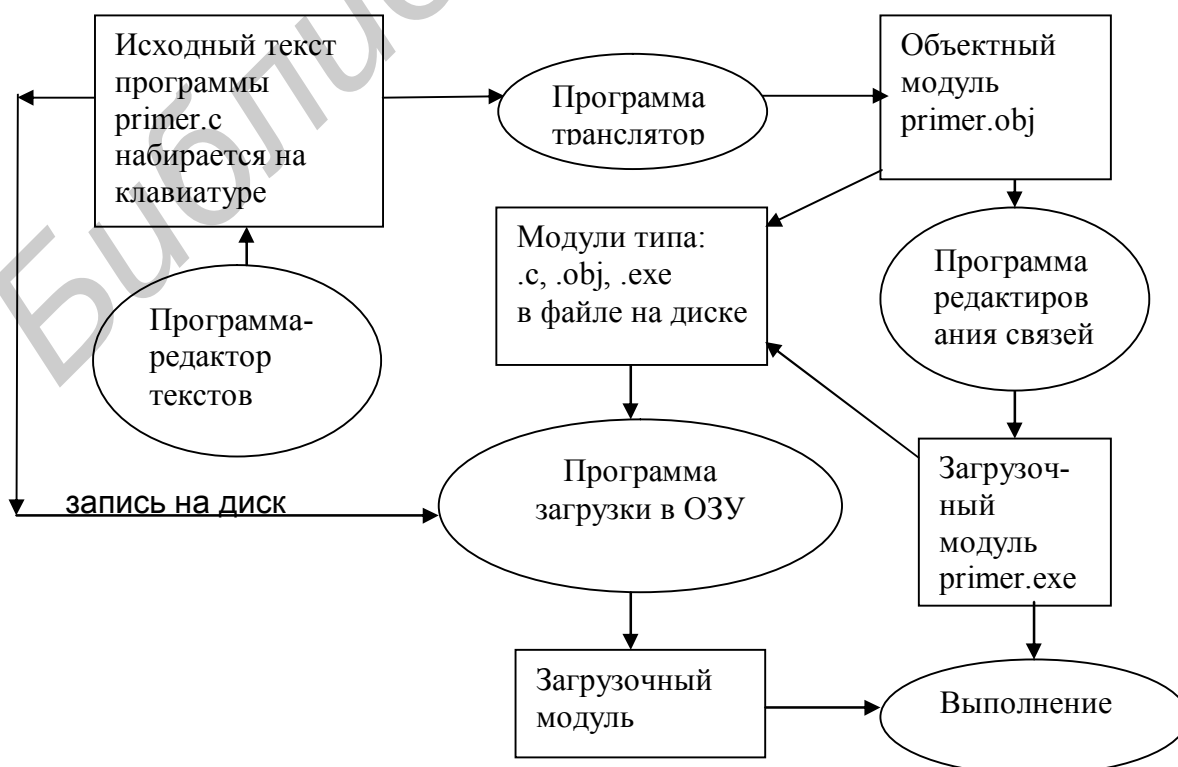 Исходный текст
программы
primer.c
набирается на
клавиатуре
Программа
транслятор
Объектный
модуль
primer.obj
Модули типа:
.c, .obj, .exe
в файле на диске
Программа
редактиров
ания связей
Программа-
редактор
текстов
Программа
загрузки в ОЗУ
Загрузоч-
ный
модуль
primer.exe
запись на диск
Загрузочный
модуль
Выполнение